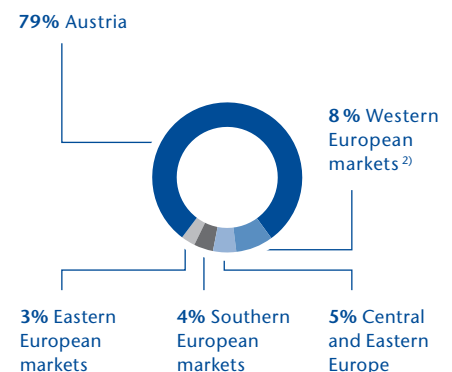 79% Austria
8% Western
European
markets 2)
3% Eastern
European
markets
4% Southern
European
markets
5% Central
and Eastern
Europe